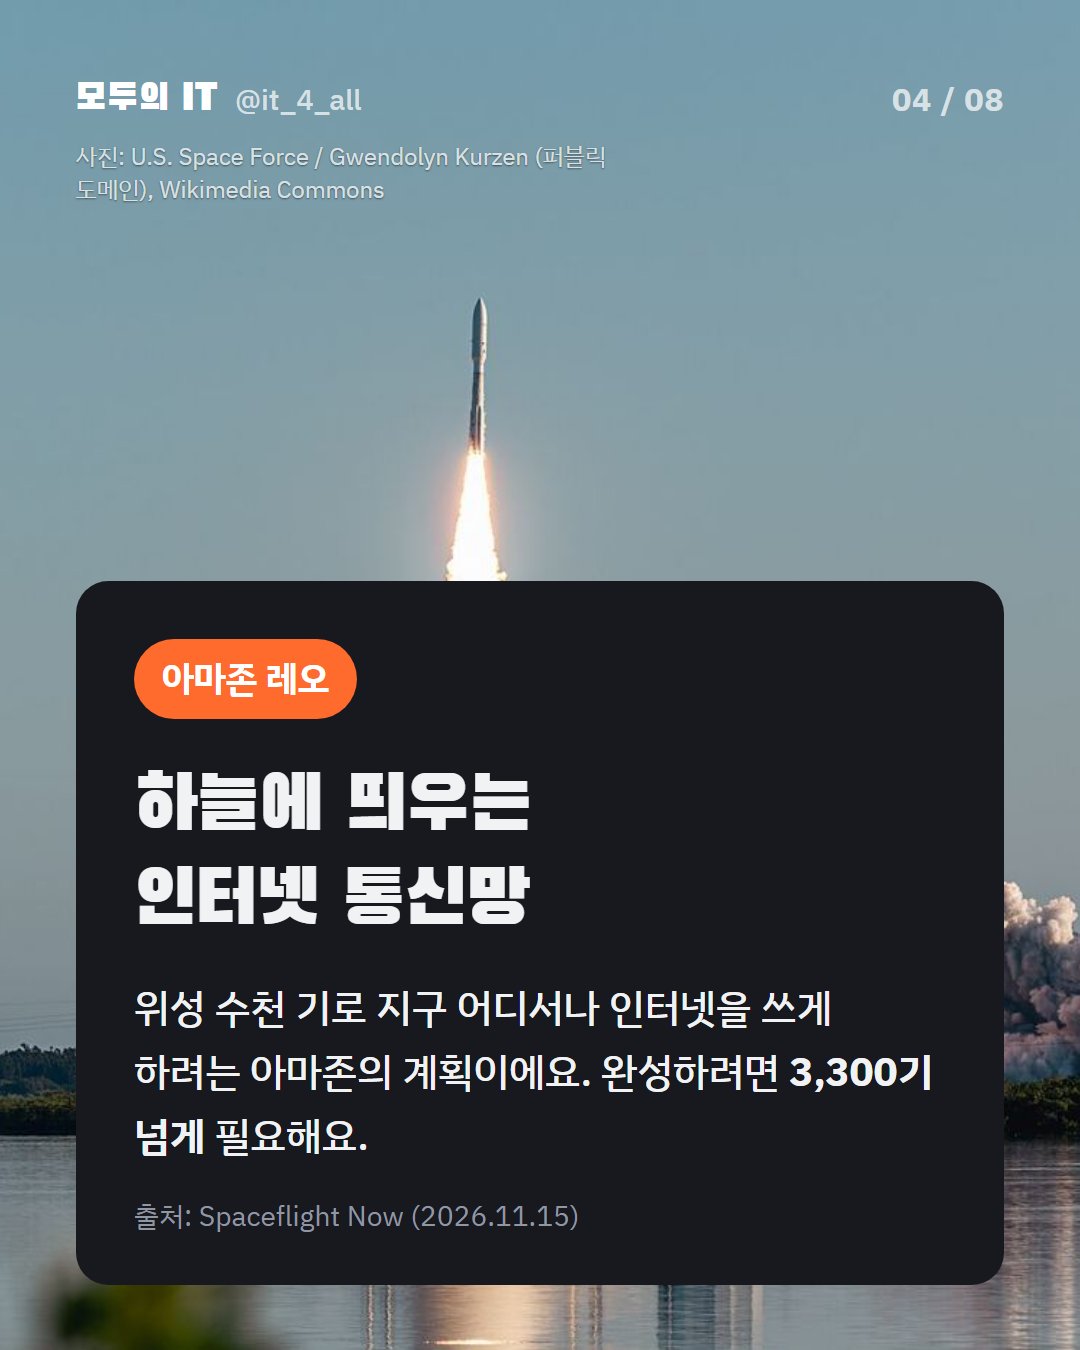 모두의 IT @it_4_all
04 / 08
사진: U.S. Space Force / Gwendolyn Kurzen (퍼블릭
도메인), Wikimedia Commons
아마존 레오
하늘에 띄우는
인터넷 통신망
위성 수천 기로 지구 어디서나 인터넷을 쓰게
하려는 아마존의 계획이에요. 완성하려면 3,300기
넘게 필요해요.
출처: Spaceflight Now (2026.11.15)